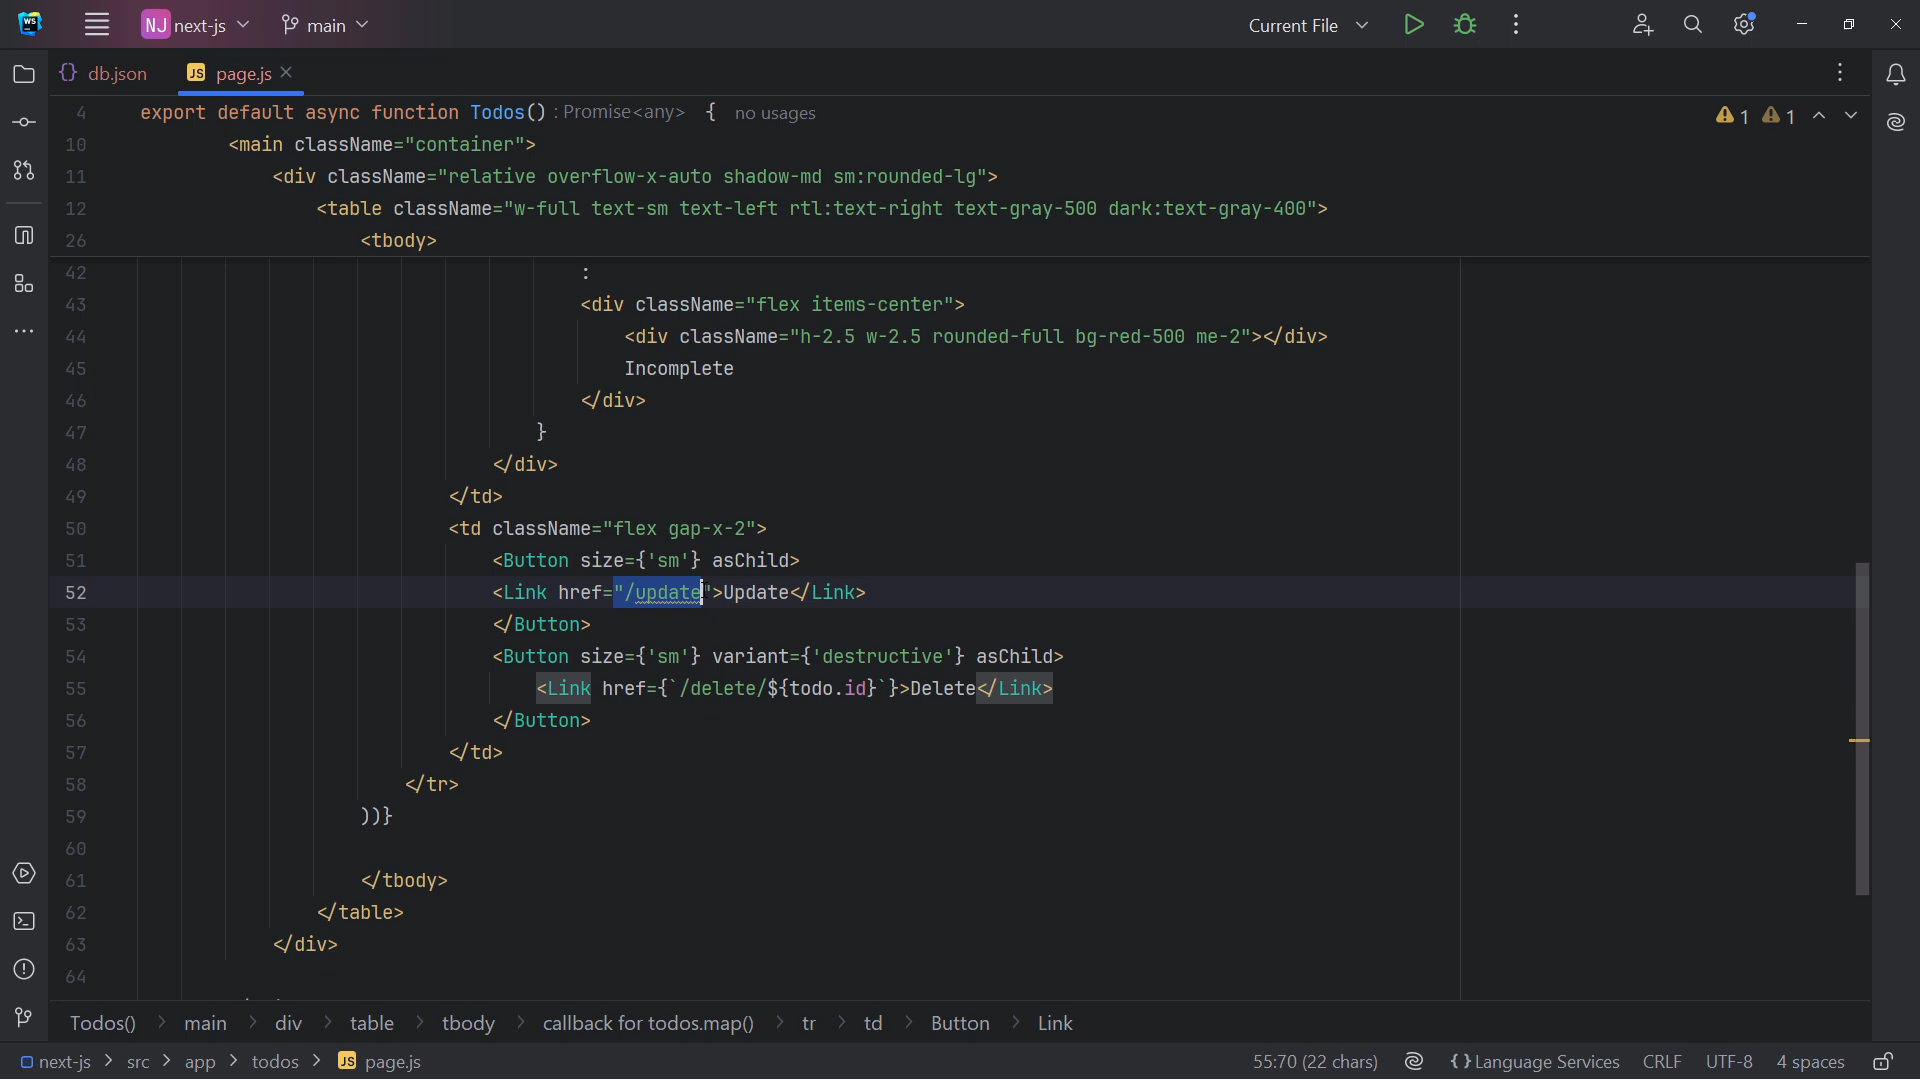 WS
NJ next-js
main
Current File
{} db.json
JS page.js
4 export default async function Todos() : Promise<any> { no usages
1 1
10 <main className="container">
11 <div className="relative overflow-x-auto shadow-md sm:rounded-lg">
12 <table className="w-full text-sm text-left rtl:text-right text-gray-500 dark:text-gray-400">
26 <tbody>
42 :
43 <div className="flex items-center">
44 <div className="h-2.5 w-2.5 rounded-full bg-red-500 me-2"></div>
45 Incomplete
46 </div>
47 }
48 </div>
49 </td>
50 <td className="flex gap-x-2">
51 <Button size={'sm'} asChild>
52 <Link href="/update">Update</Link>
53 </Button>
54 <Button size={'sm'} variant={'destructive'} asChild>
55 <Link href={`/delete/${todo.id}`}>Delete</Link>
56 </Button>
57 </td>
58 </tr>
59 ))}
60
61 </tbody>
62 </table>
63 </div>
64
Todos() > main > div > table > tbody > callback for todos.map() > tr > td > Button > Link
next-js > src > app > todos > JS page.js
55:70 (22 chars)
{} Language Services
CRLF
UTF-8
4 spaces